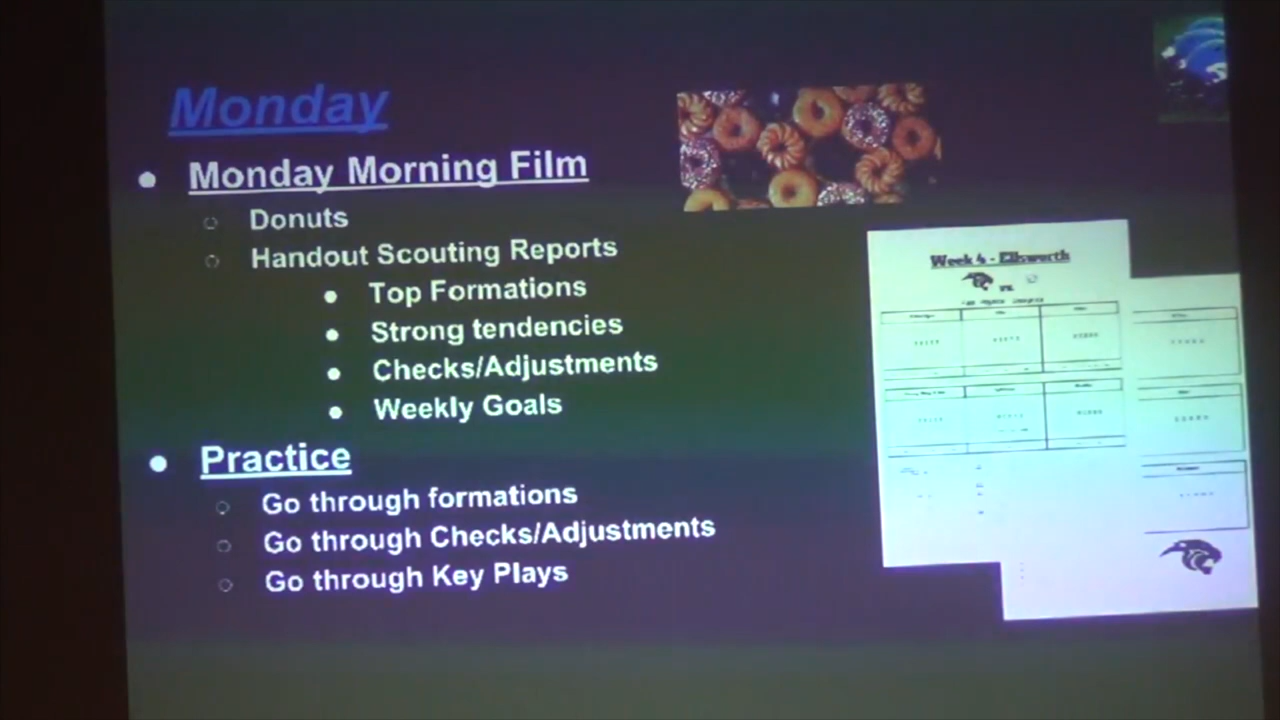 Monday
Monday Morning Film
Donuts
Handout Scouting Reports
Top Formations
Strong tendencies
Checks/Adjustments
Weekly Goals
Practice
Go through formations
Go through Checks/Adjustments
Go through Key Plays
Week 4 - Ellsworth
vs.